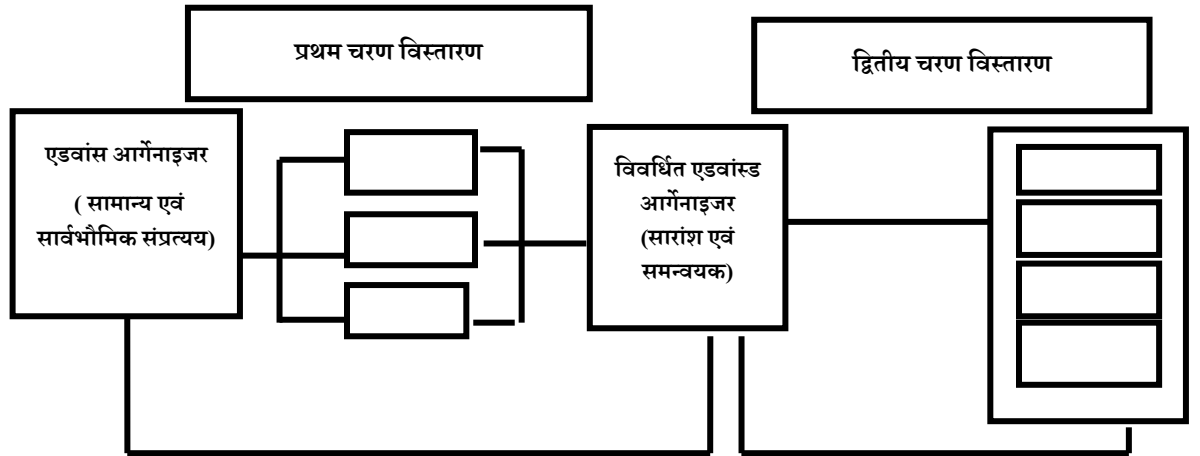 प्रथम चरण विस्तारण
द्वितीय चरण विस्तारण
एडवांस आर्गेनाइजर
( सामान्य एवं
सार्वभौमिक संप्रत्यय)
विवर्धित एडवांस्ड
आर्गेनाइजर
(सारांश एवं
समन्वयक)